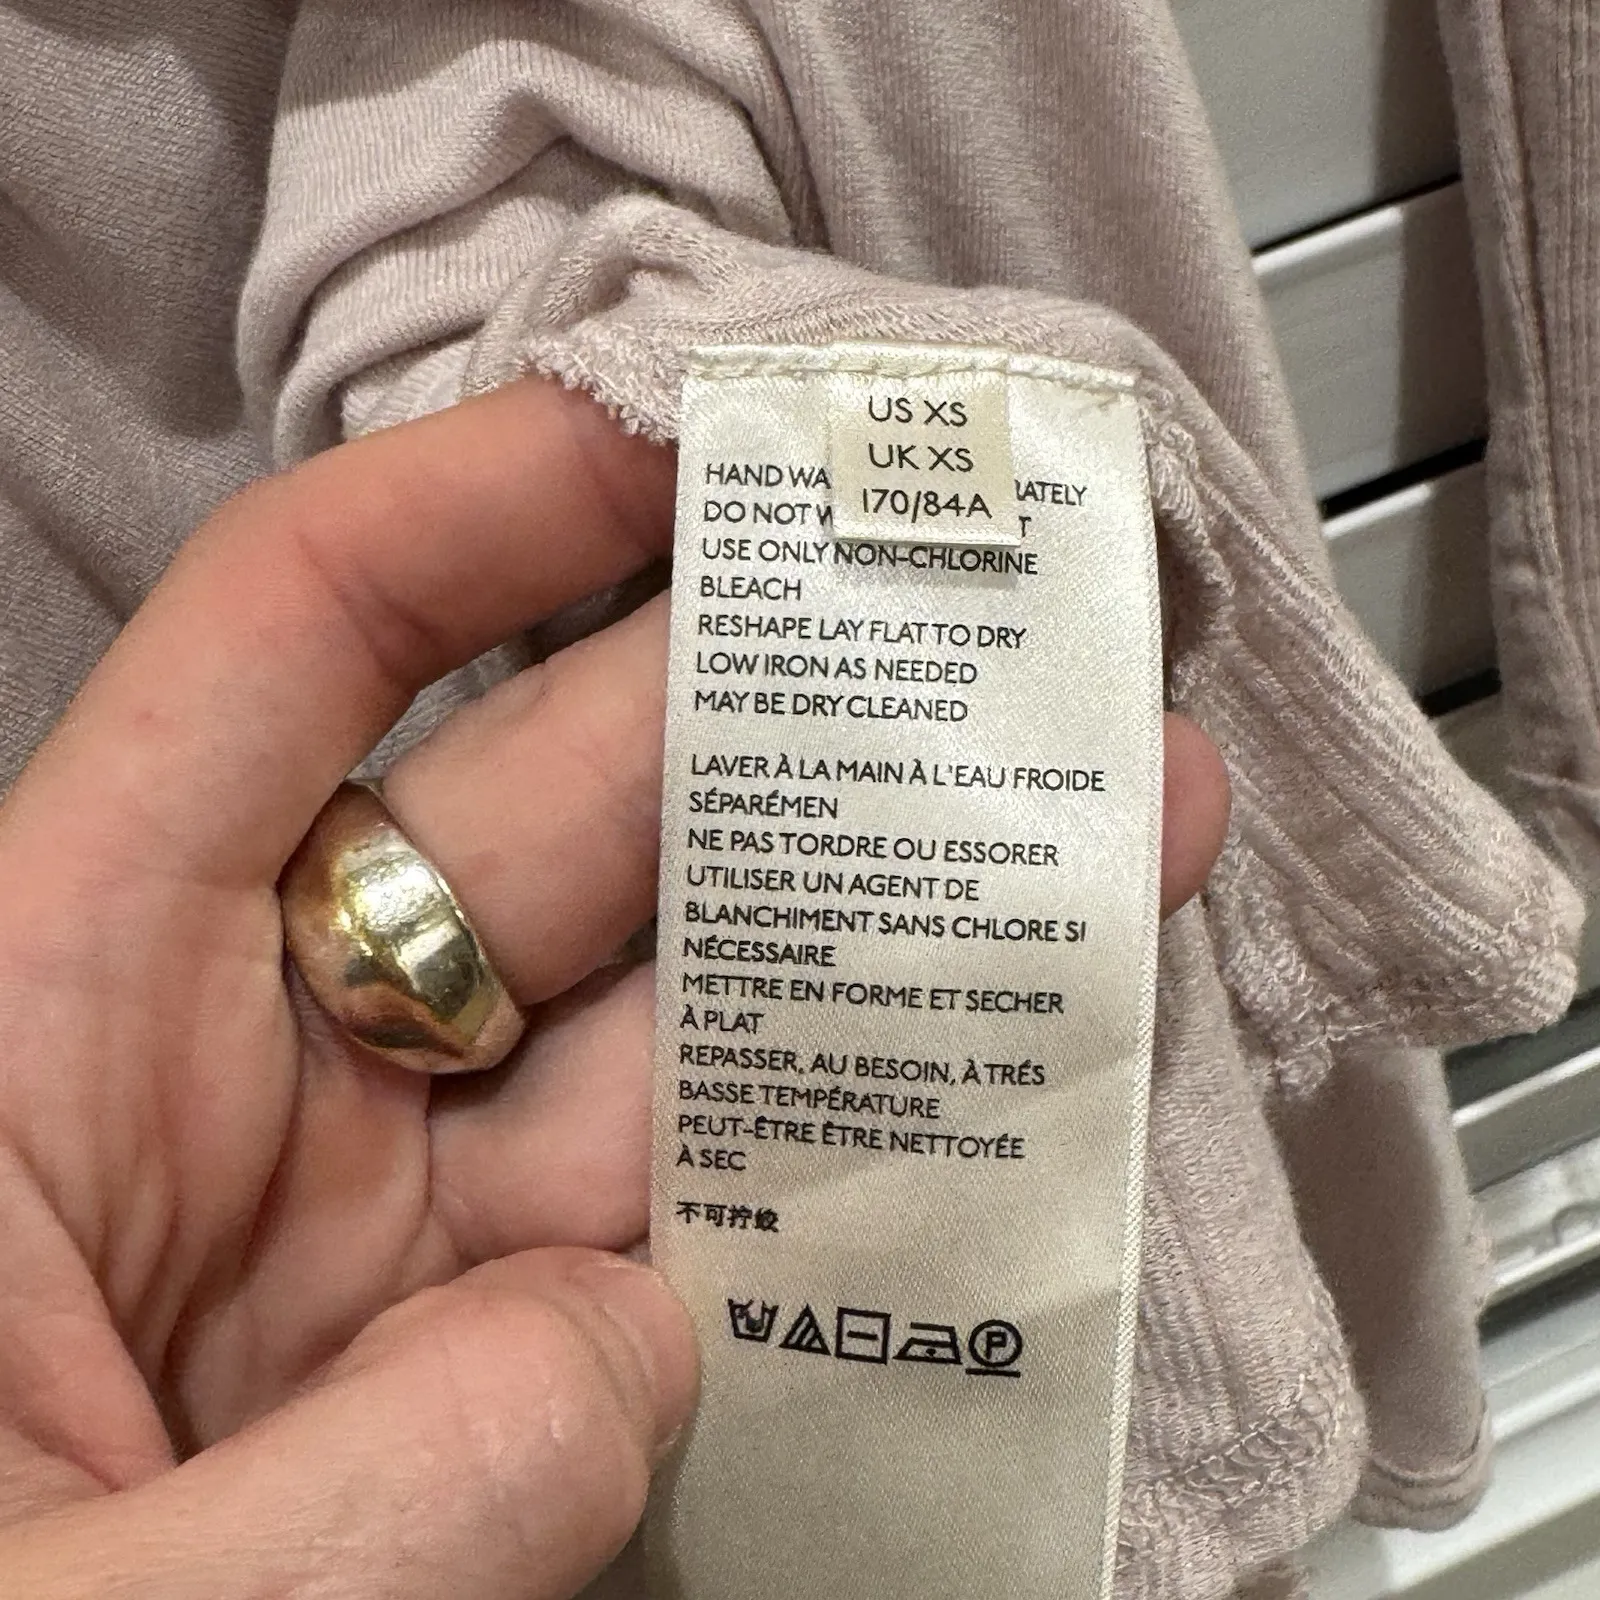 US XS
UK XS
170/84A
HAND WA RATELY
DO NOT W T
USE ONLY NON-CHLORINE
BLEACH
RESHAPE LAY FLAT TO DRY
LOW IRON AS NEEDED
MAY BE DRY CLEANED
LAVER À LA MAIN À L'EAU FROIDE
SÉPARÉMEN
NE PAS TORDRE OU ESSORER
UTILISER UN AGENT DE
BLANCHIMENT SANS CHLORE SI
NÉCESSAIRE
METTRE EN FORME ET SECHER
À PLAT
REPASSER, AU BESOIN, À TRÉS
BASSE TEMPÉRATURE
PEUT-ÊTRE ÊTRE NETTOYÉE
À SEC
不可拧绞
P